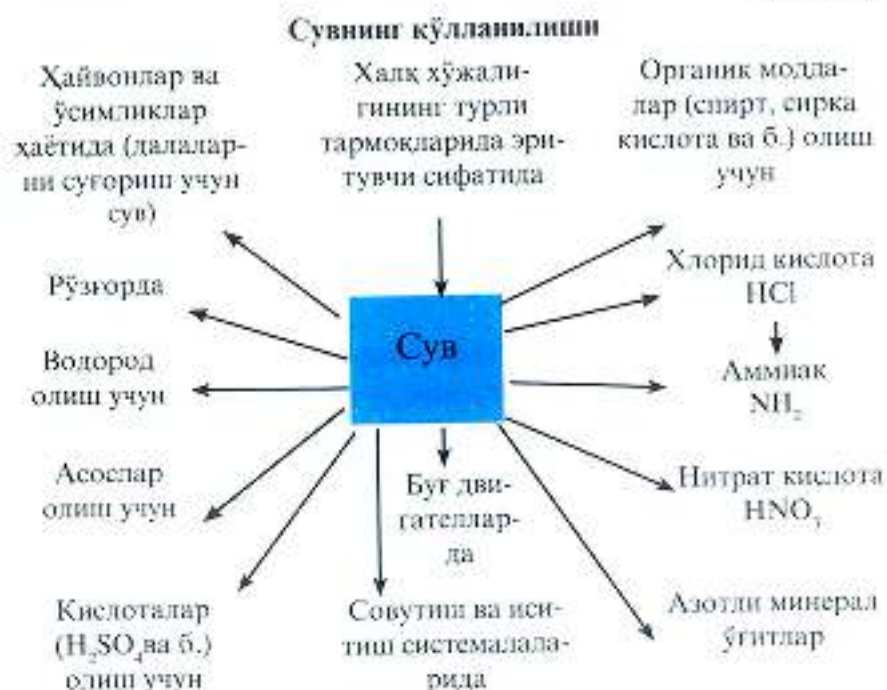 Сувнинг қўлланилиши
Ҳайвонлар ва
ўсимликлар
ҳаётида (далалар-
ни суғориш учун
сув)
Халқ хўжали-
гининг турли
тармоқларида эри-
тувчи сифатида
Органик модда-
лар (спирт, сирка
кислота ва б.) олиш
учун
Рўзғорда
Сув
Хлорид кислота
HCl
Водород
олиш учун
Аммиак
NH₂
Асослар
олиш учун
Буғ дви-
гателлар-
да
Нитрат кислота
HNO₃
Кислоталар
(H₂SO₄ва б.)
олиш учун
Совутиш ва иси-
тиш системалала-
рида
Азотли минерал
ўғитлар